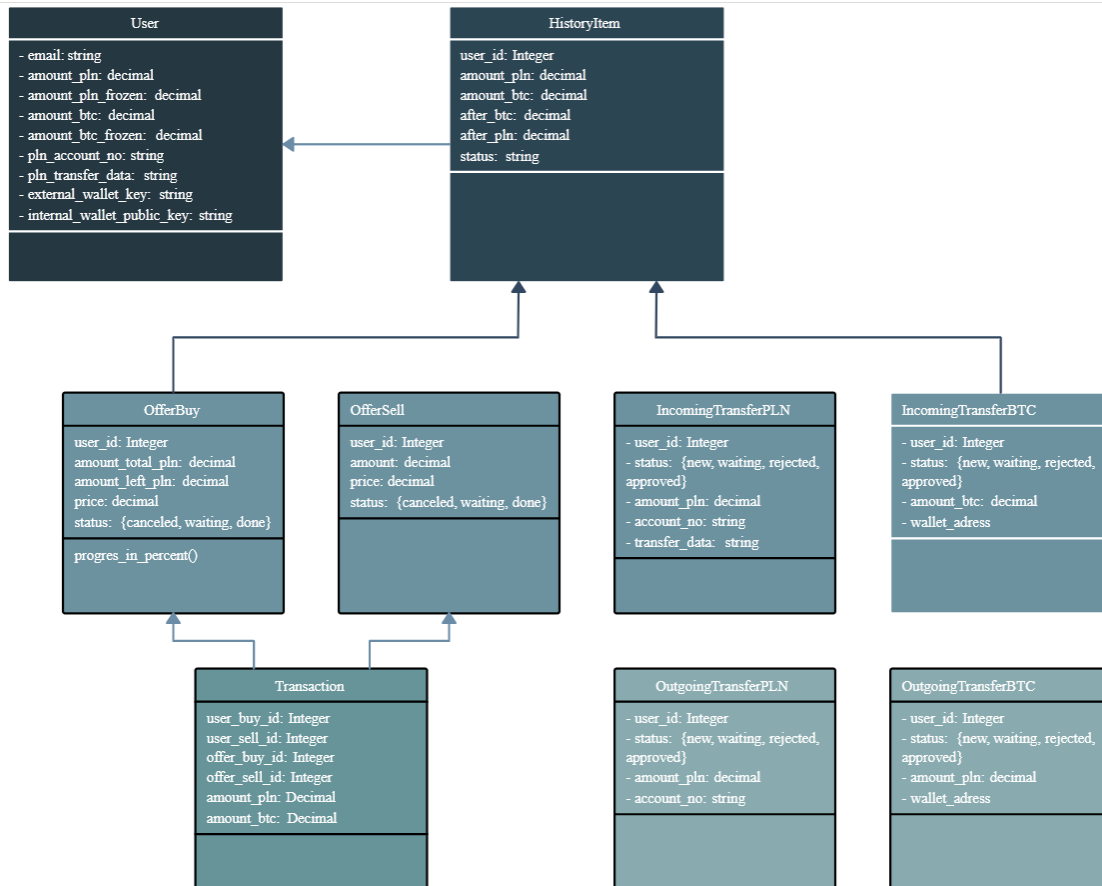 User
- email: string
- amount_pln: decimal
- amount_pln_frozen: decimal
- amount_btc: decimal
- amount_btc_frozen: decimal
- pln_account_no: string
- pln_transfer_data: string
- external_wallet_key: string
- internal_wallet_public_key: string
HistoryItem
user_id: Integer
amount_pln: decimal
amount_btc: decimal
after_btc: decimal
after_pln: decimal
status: string
OfferBuy
user_id: Integer
amount_total_pln: decimal
amount_left_pln: decimal
price: decimal
status: {canceled, waiting, done}
progres_in_percent()
OfferSell
user_id: Integer
amount: decimal
price: decimal
status: {canceled, waiting, done}
IncomingTransferPLN
- user_id: Integer
- status: {new, waiting, rejected,
approved}
- amount_pln: decimal
- account_no: string
- transfer_data: string
IncomingTransferBTC
- user_id: Integer
- status: {new, waiting, rejected,
approved}
- amount_btc: decimal
- wallet_adress
Transaction
user_buy_id: Integer
user_sell_id: Integer
offer_buy_id: Integer
offer_sell_id: Integer
amount_pln: Decimal
amount_btc: Decimal
OutgoingTransferPLN
- user_id: Integer
- status: {new, waiting, rejected,
approved}
- amount_pln: decimal
- account_no: string
OutgoingTransferBTC
- user_id: Integer
- status: {new, waiting, rejected,
approved}
- amount_pln: decimal
- wallet_adress